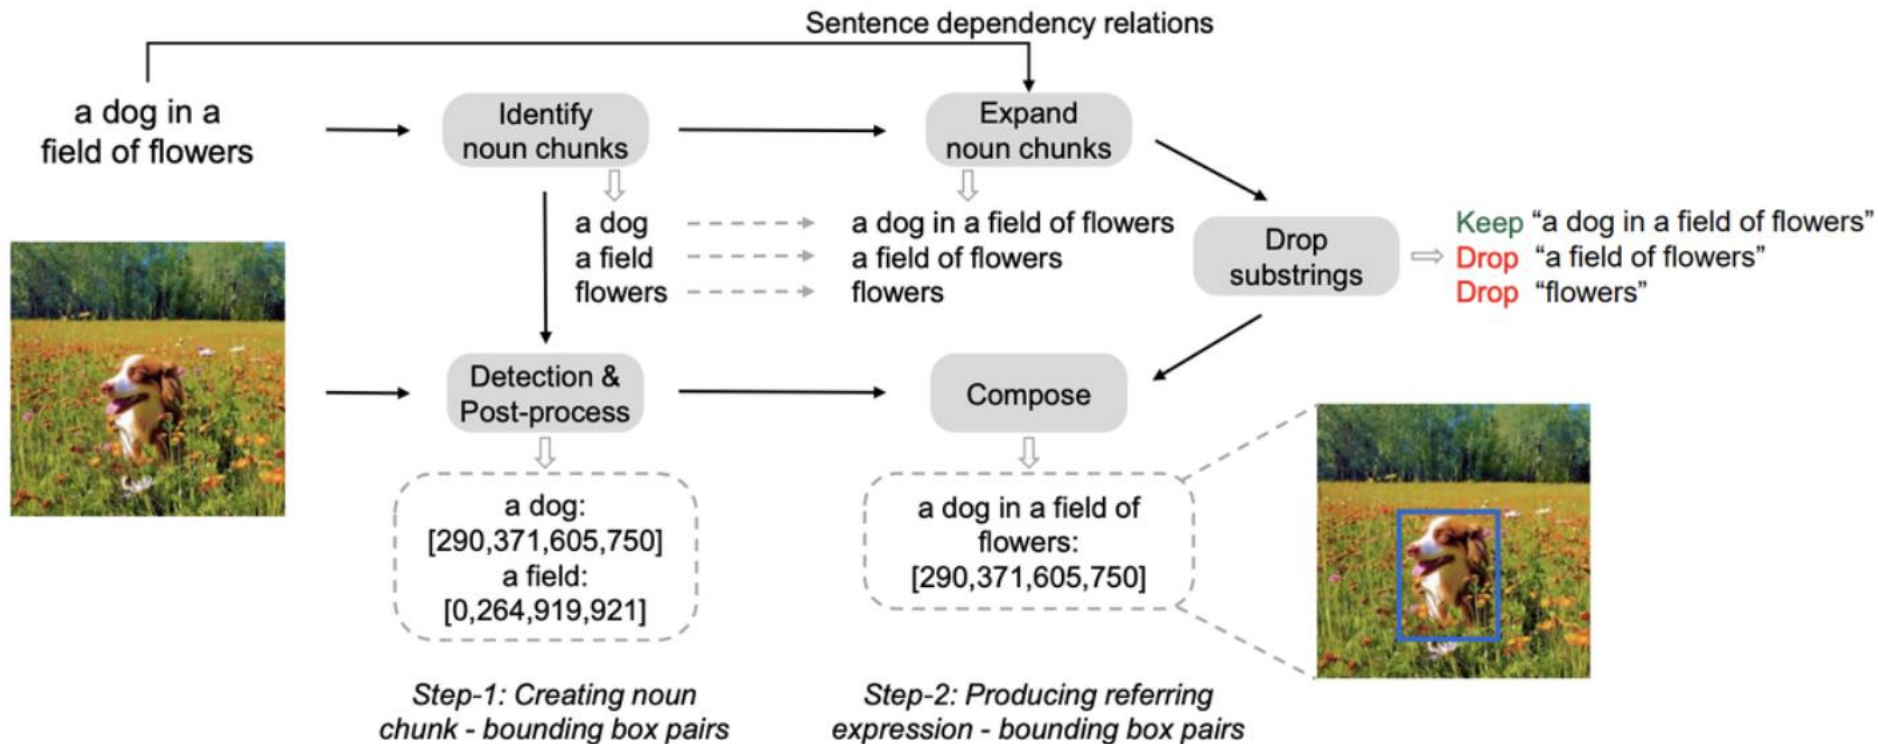 Sentence dependency relations
a dog in a
field of flowers
Identify
noun chunks
Expand
noun chunks
a dog
a field
flowers
a dog in a field of flowers
a field of flowers
flowers
Drop
substrings
Keep “a dog in a field of flowers”
Drop “a field of flowers”
Drop “flowers”
Detection &
Post-process
Compose
a dog:
[290,371,605,750]
a field:
[0,264,919,921]
a dog in a field of
flowers:
[290,371,605,750]
Step-1: Creating noun
chunk - bounding box pairs
Step-2: Producing referring
expression - bounding box pairs